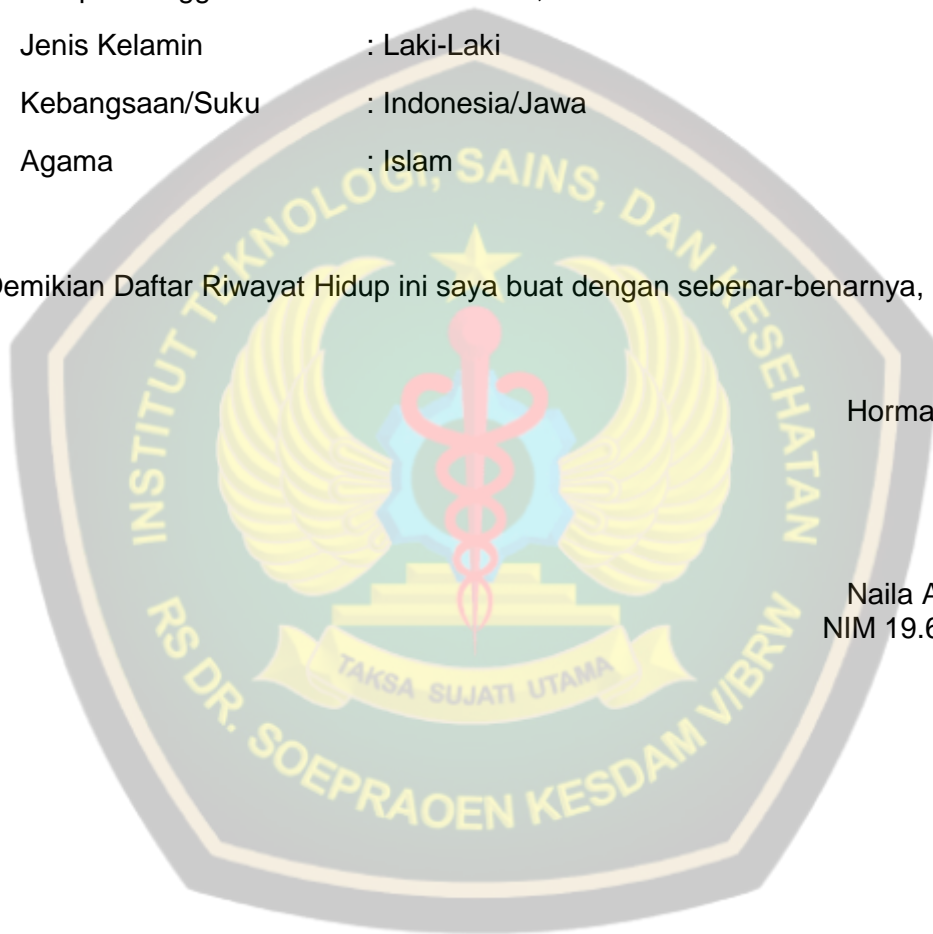 Jenis Kelamin : Laki-Laki
Kebangsaan/Suku : Indonesia/Jawa
Agama : Islam
Demikian Daftar Riwayat Hidup ini saya buat dengan sebenar-benarnya,
Horma
Naila A
NIM 19.6
INSTITUT TEKNOLOGI, SAINS, DAN KESEHATAN
TAKSA SUJATI UTAMA
RS DR. SOEPRAOEN KESDAM V/BRW